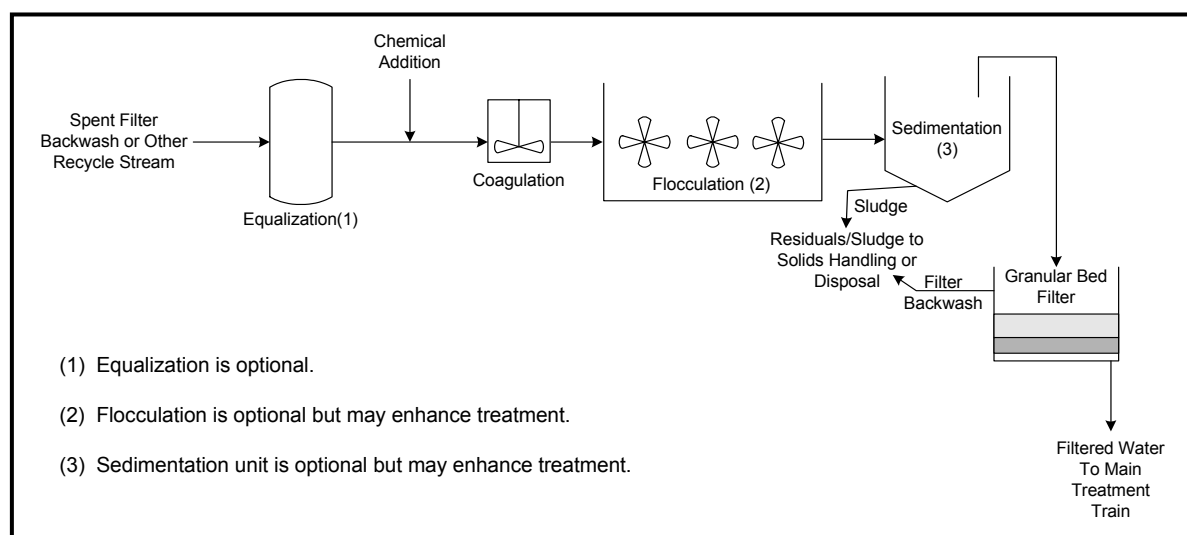 Chemical
Addition
Spent Filter
Backwash or Other
Recycle Stream
Equalization(1)
Coagulation
Flocculation (2)
Sedimentation
(3)
Sludge
Residuals/Sludge to
Solids Handling or
Disposal
Filter
Backwash
Granular Bed
Filter
Filtered Water
To Main
Treatment
Train
(1) Equalization is optional.
(2) Flocculation is optional but may enhance treatment.
(3) Sedimentation unit is optional but may enhance treatment.